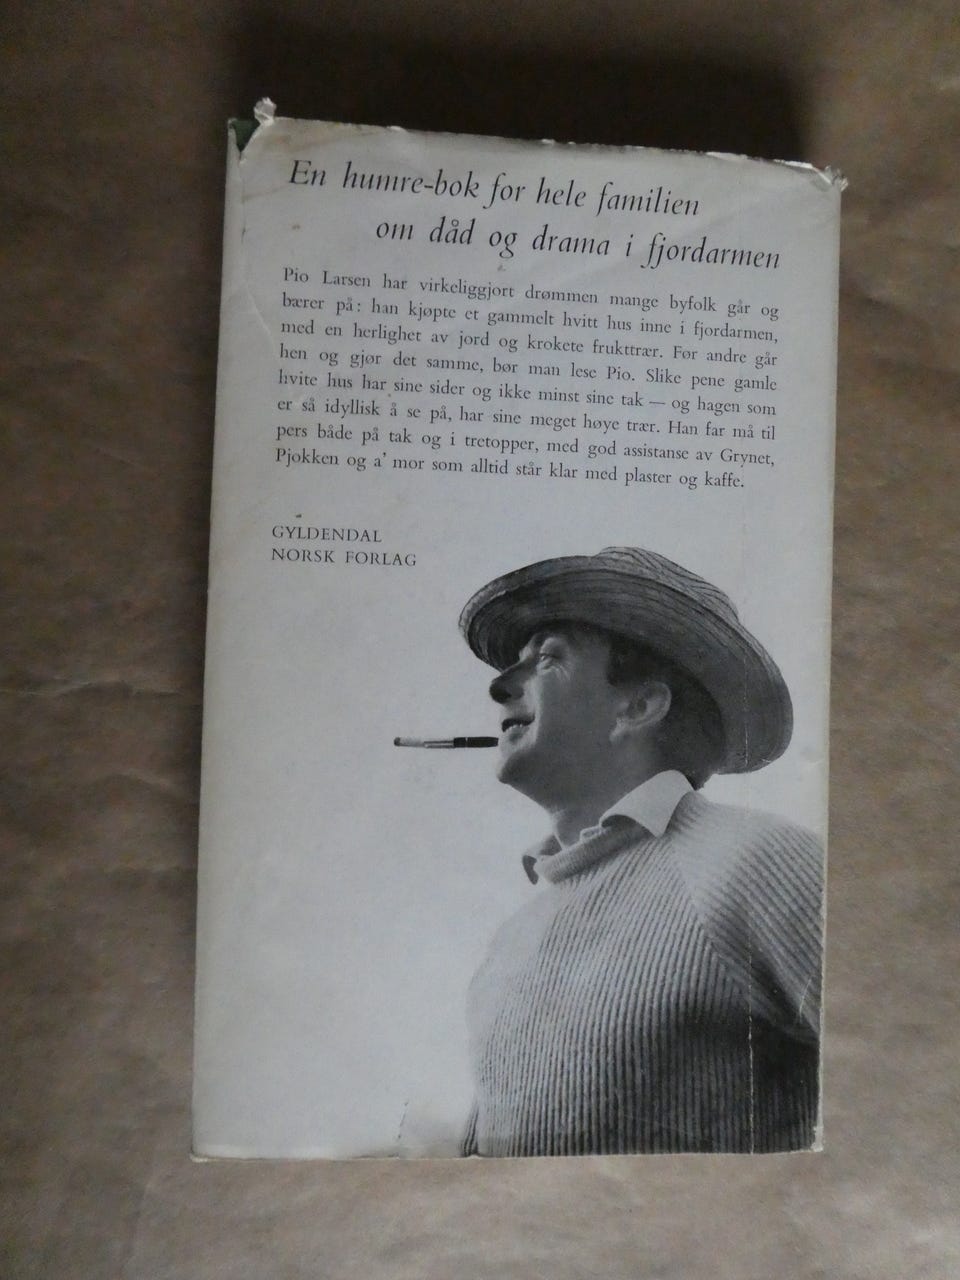 En humre-bok for hele familien
om dåd og drama i fjordarmen
Pio Larsen har virkeliggjort drømmen mange byfolk går og
bærer på: han kjøpte et gammelt hvitt hus inne i fjordarmen,
med en herlighet av jord og krokete frukttrær. Før andre går
hen og gjør det samme, bør man lese Pio. Slike pene gamle
hvite hus har sine sider og ikke minst sine tak — og hagen som
er så idyllisk å se på, har sine meget høye trær. Han far må til
pers både på tak og i tretopper, med god assistanse av Grynet,
Pjokken og a' mor som alltid står klar med plaster og kaffe.
GYLDENDAL
NORSK FORLAG